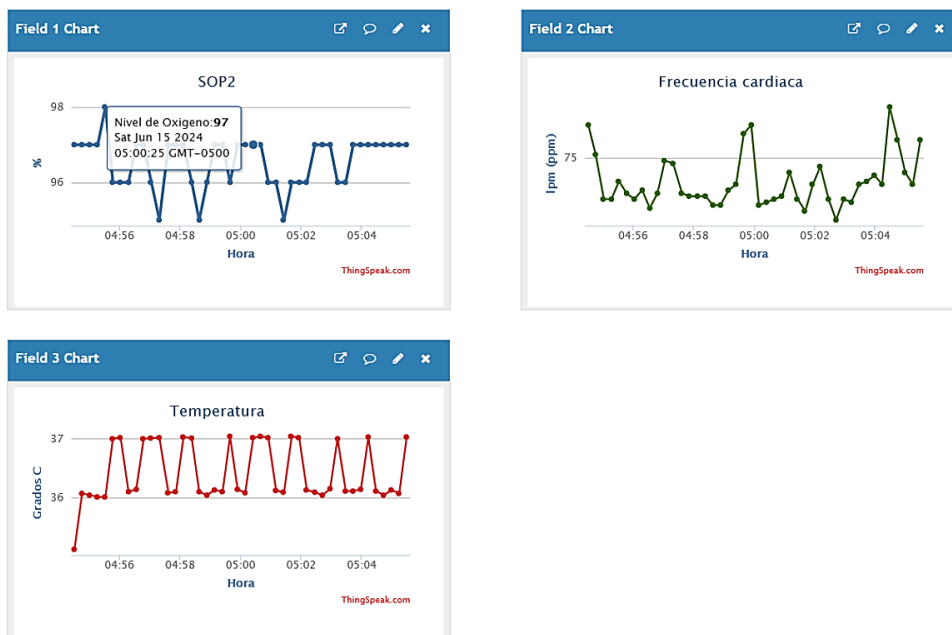 Field 1 Chart
SOP2
98
96
%
Nivel de Oxigeno:97
Sat Jun 15 2024
05:00:25 GMT-0500
04:56 04:58 05:00 05:02 05:04
Hora
ThingSpeak.com
Field 2 Chart
Frecuencia cardiaca
75
lpm (ppm)
04:56 04:58 05:00 05:02 05:04
Hora
ThingSpeak.com
Field 3 Chart
Temperatura
37
36
Grados C
04:56 04:58 05:00 05:02 05:04
Hora
ThingSpeak.com